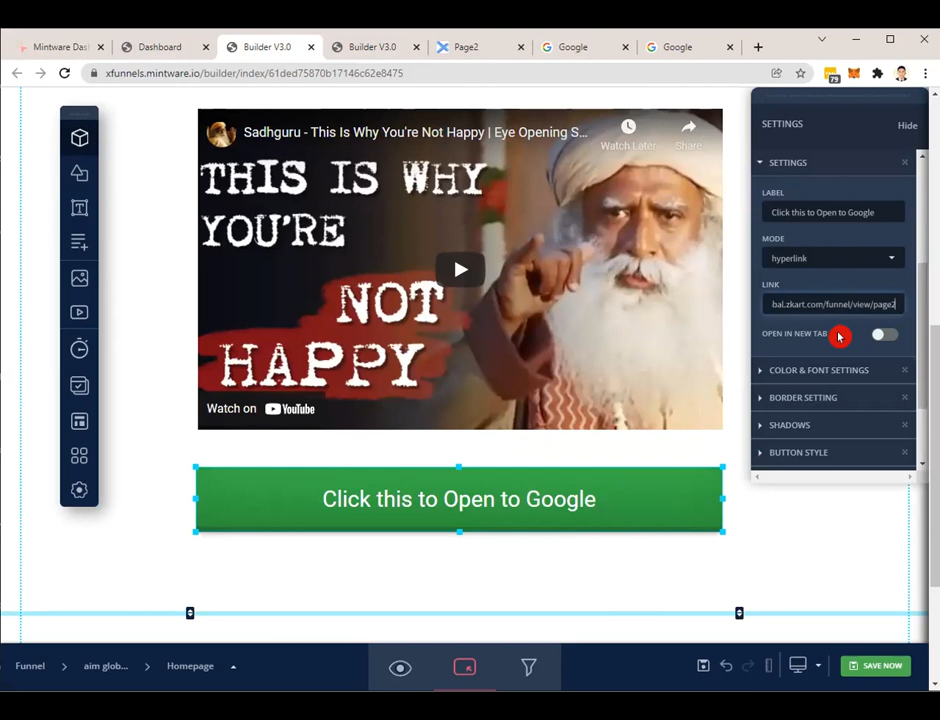 Mintware Das
Dashboard
Builder V3.0
Builder V3.0
Page2
Google
Google
xfunnels.mintware.io/builder/index/61ded75870b17146c62e8475
79
Sadhguru - This Is Why You're Not Happy | Eye Opening S...
Watch Later
Share
THIS IS WHY
YOU'RE
NOT
HAPPY
Watch on YouTube
Click this to Open to Google
SETTINGS
Hide
SETTINGS
LABEL
Click this to Open to Google
MODE
hyperlink
LINK
bal.zkart.com/funnel/view/page2
OPEN IN NEW TAB
COLOR & FONT SETTINGS
BORDER SETTING
SHADOWS
BUTTON STYLE
Funnel
aim glob...
Homepage
SAVE NOW